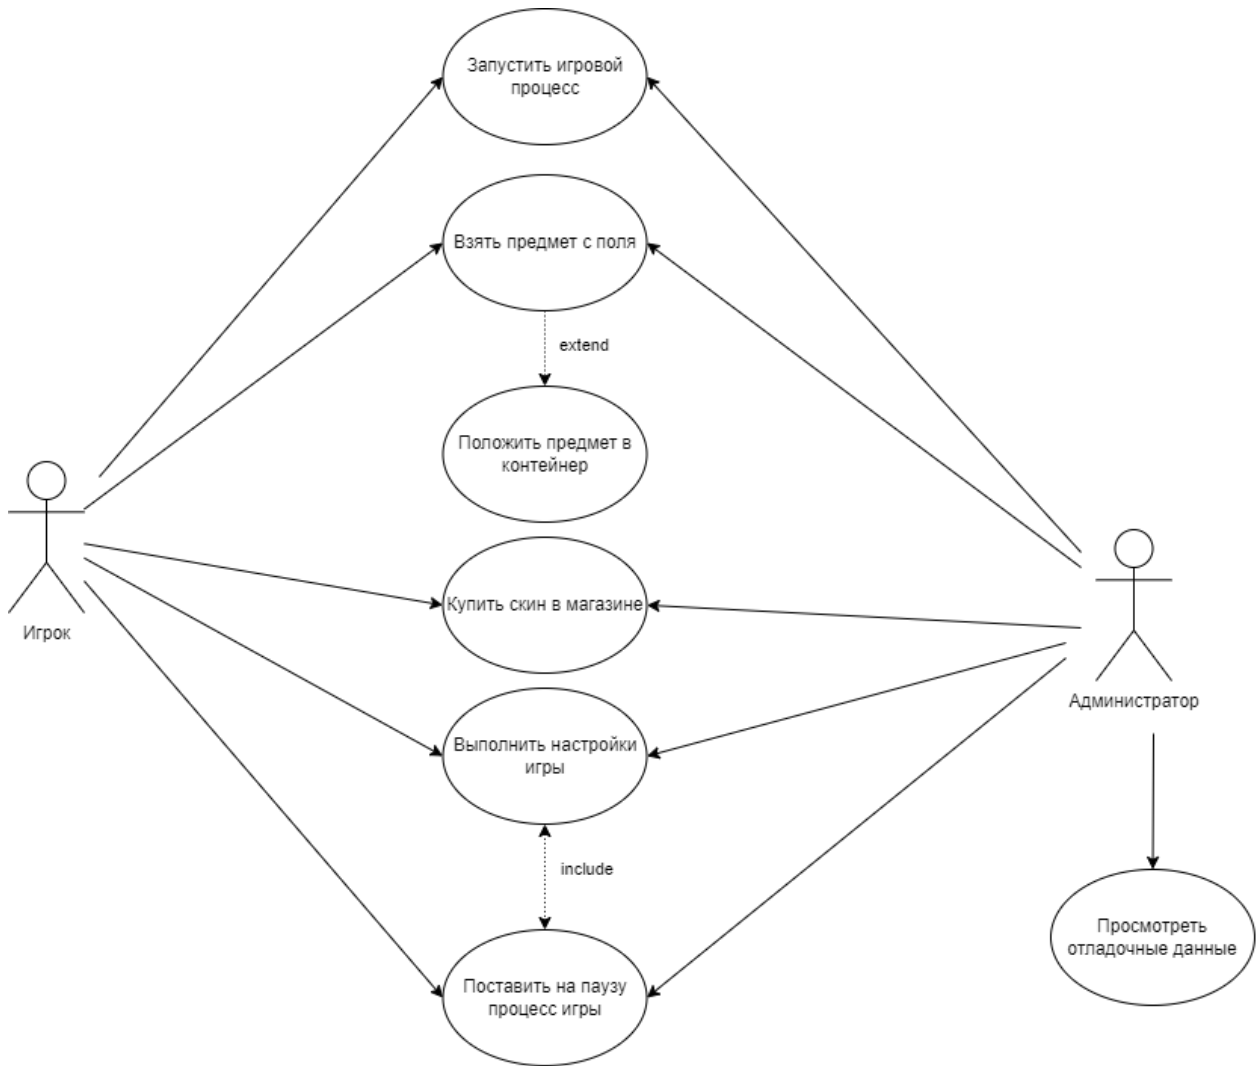 Запустить игровой
процесс
Взять предмет с поля
extend
Положить предмет в
контейнер
Игрок
Купить скин в магазине
Администратор
Выполнить настройки
игры
include
Просмотреть
отладочные данные
Поставить на паузу
процесс игры